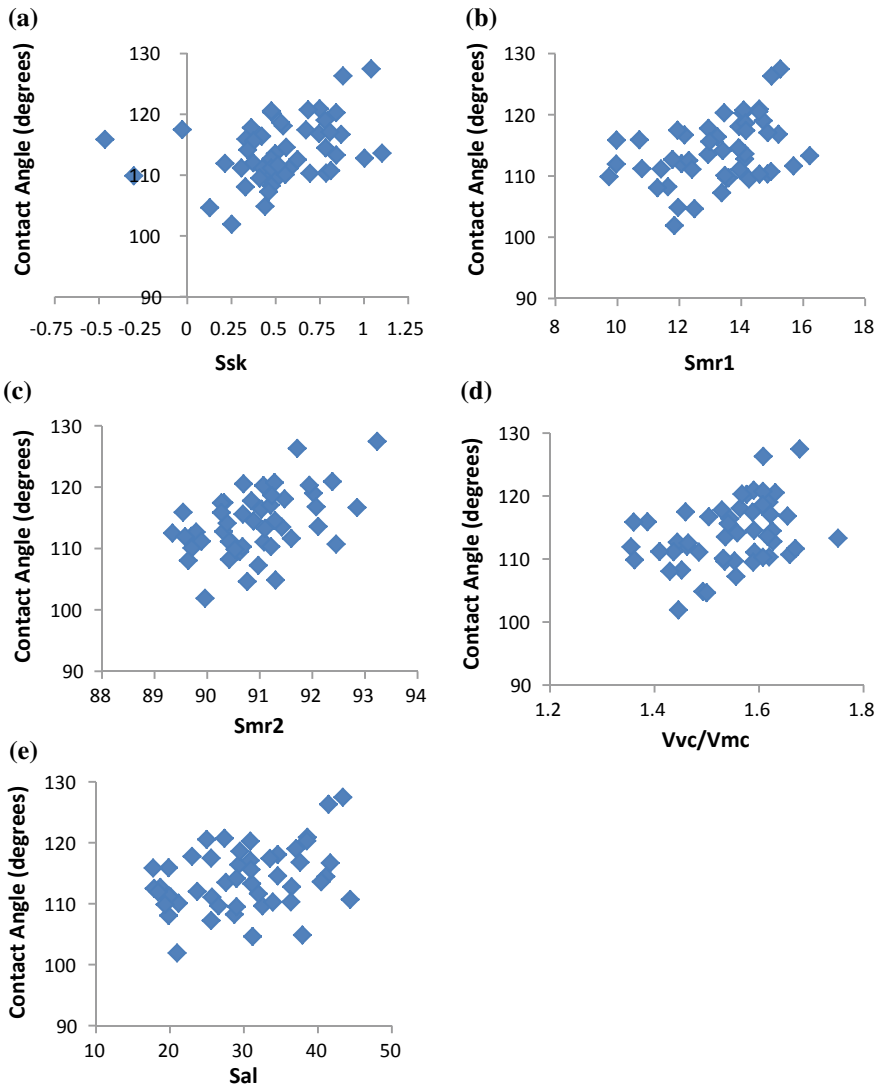 (a)
Contact Angle (degrees)
130
120
110
100
90
-0.75 -0.5 -0.25 0 0.25 0.5 0.75 1 1.25
Ssk
(b)
Contact Angle (degrees)
130
120
110
100
90
8 10 12 14 16 18
Smr1
(c)
Contact Angle (degrees)
130
120
110
100
90
88 89 90 91 92 93 94
Smr2
(d)
Contact Angle (degrees)
130
120
110
100
90
1.2 1.4 1.6 1.8
Vvc/Vmc
(e)
Contact Angle (degrees)
130
120
110
100
90
10 20 30 40 50
Sal